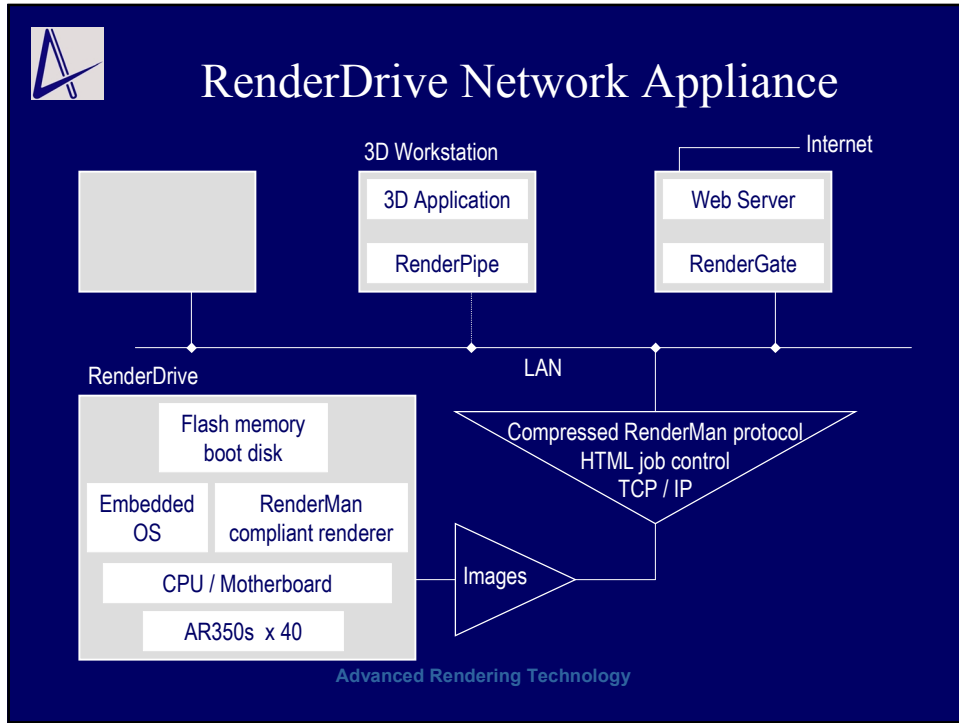 RenderDrive Network Appliance
3D Workstation
Internet
3D Application
RenderPipe
Web Server
RenderGate
LAN
RenderDrive
Flash memory
boot disk
Embedded
OS
RenderMan
compliant renderer
CPU / Motherboard
AR350s x 40
Compressed RenderMan protocol
HTML job control
TCP / IP
Images
Advanced Rendering Technology